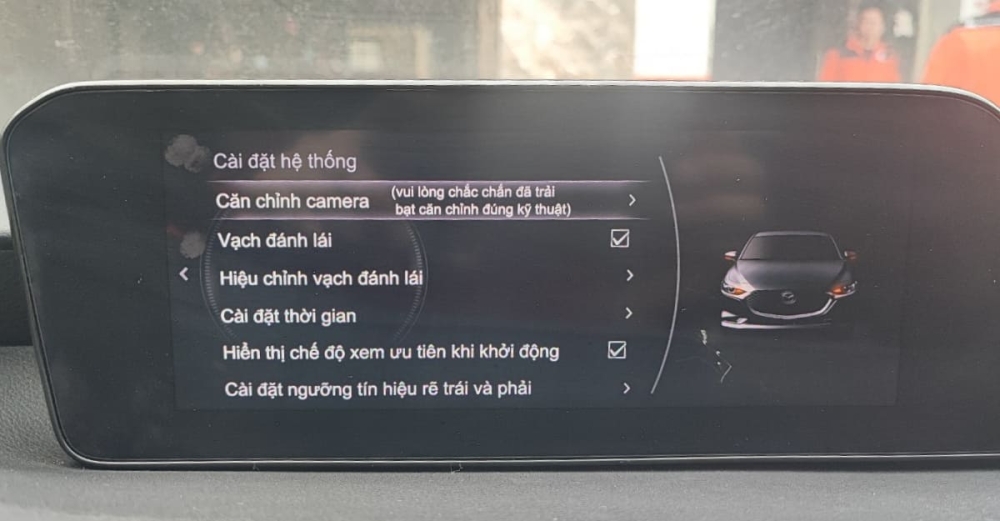 Cài đặt hệ thống
Căn chỉnh camera (vui lòng chắc chắn đã trải
bạt căn chỉnh đúng kỹ thuật)
Vạch đánh lái
Hiệu chỉnh vạch đánh lái
Cài đặt thời gian
Hiển thị chế độ xem ưu tiên khi khởi động
Cài đặt ngưỡng tín hiệu rẽ trái và phải